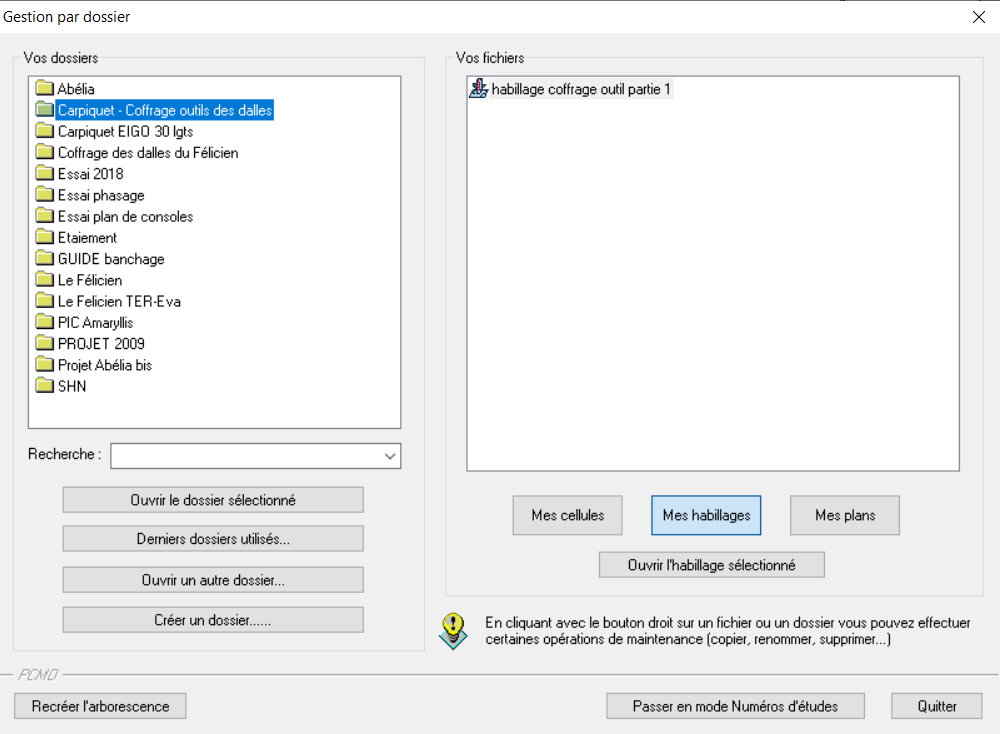 Gestion par dossier
Vos dossiers
Abélia
Carpiquet - Coffrage outils des dalles
Carpiquet EIGO 30 lgts
Coffrage des dalles du Félicien
Essai 2018
Essai phasage
Essai plan de consoles
Etaiement
GUIDE banchage
Le Félicien
Le Felicien TER-Eva
PIC Amaryllis
PROJET 2009
Projet Abélia bis
SHN
Recherche :
Ouvrir le dossier sélectionné
Derniers dossiers utilisés...
Ouvrir un autre dossier...
Créer un dossier......
Vos fichiers
habillage coffrage outil partie 1
Mes cellules
Mes habillages
Mes plans
Ouvrir l'habillage sélectionné
En cliquant avec le bouton droit sur un fichier ou un dossier vous pouvez effectuer
certaines opérations de maintenance (copier, renommer, supprimer...)
PCMO
Recréer l'arborescence
Passer en mode Numéros d'études
Quitter